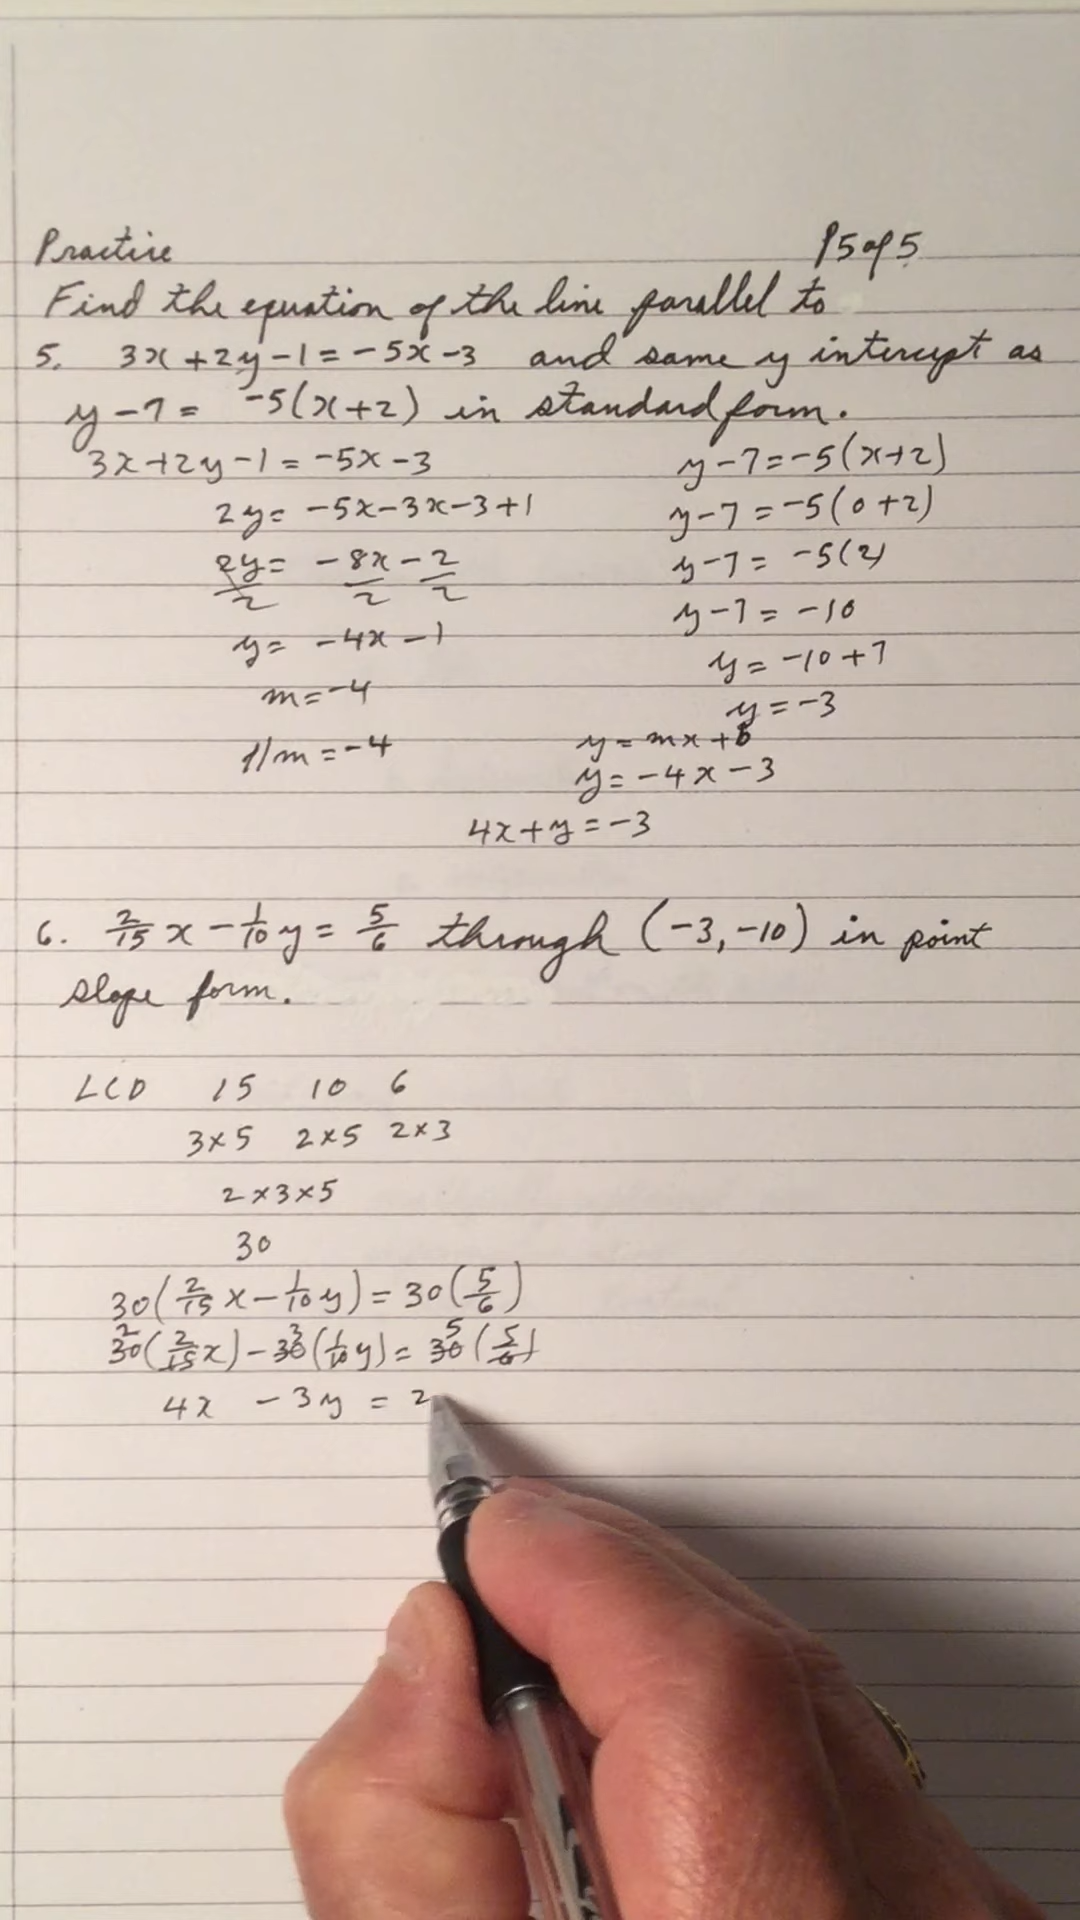 Practice P5 of 5
Find the equation of the line parallel to
5. 3x+2y-1=-5x-3 and same y intercept as
y-7= -5(x+2) in standard form.
3x+2y-1=-5x-3
2y=-5x-3x-3+1
2y/2= -8x/2 - 2/2
y= -4x-1
m=-4
//m=-4
y-7=-5(x+2)
y-7=-5(0+2)
y-7= -5(2)
y-7= -10
y= -10+7
y=-3
y=mx+b
y=-4x-3
4x+y=-3
6. 2/15 x - 1/10 y = 5/6 through (-3,-10) in point
slope form.
LCD 15 10 6
3×5 2×5 2×3
2×3×5
30
30(2/15 x - 1/10 y) = 30(5/6)
2 3 5
30(2/15 x) - 30(1/10 y) = 30(5/6)
4x - 3y = 2